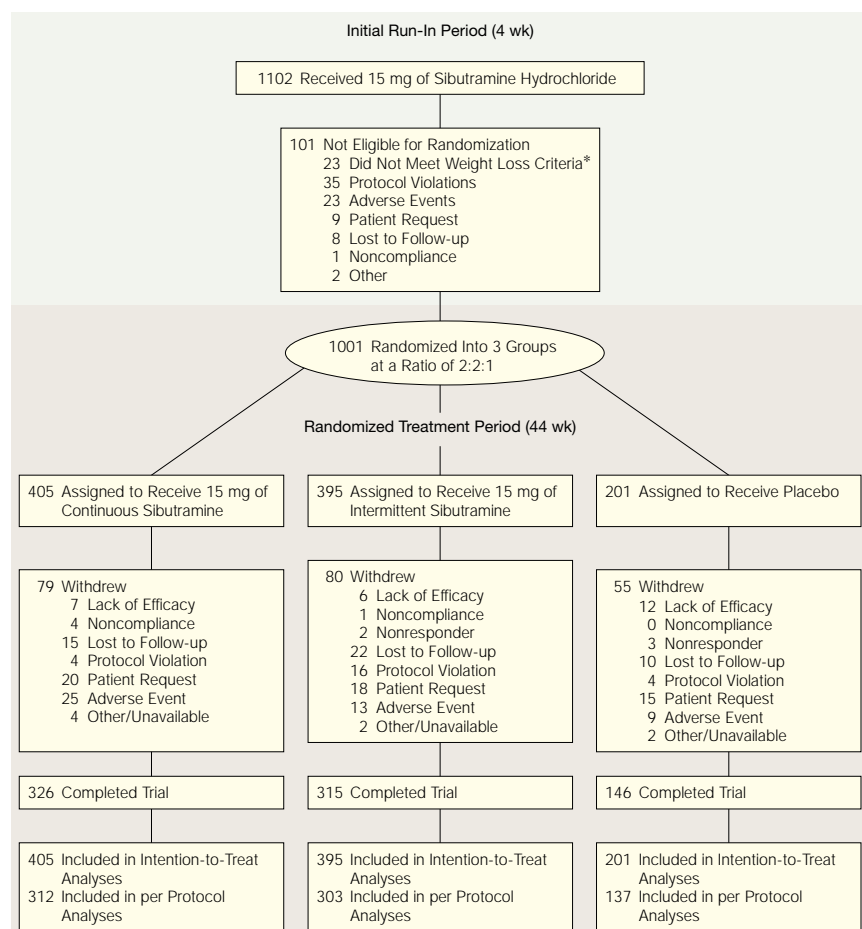 Initial Run-In Period (4 wk)
1102 Received 15 mg of Sibutramine Hydrochloride
101 Not Eligible for Randomization
23 Did Not Meet Weight Loss Criteria*
35 Protocol Violations
23 Adverse Events
9 Patient Request
8 Lost to Follow-up
1 Noncompliance
2 Other
1001 Randomized Into 3 Groups
at a Ratio of 2:2:1
Randomized Treatment Period (44 wk)
405 Assigned to Receive 15 mg of
Continuous Sibutramine
395 Assigned to Receive 15 mg of
Intermittent Sibutramine
201 Assigned to Receive Placebo
79 Withdrew
7 Lack of Efficacy
4 Noncompliance
15 Lost to Follow-up
4 Protocol Violation
20 Patient Request
25 Adverse Event
4 Other/Unavailable
80 Withdrew
6 Lack of Efficacy
1 Noncompliance
2 Nonresponder
22 Lost to Follow-up
16 Protocol Violation
18 Patient Request
13 Adverse Event
2 Other/Unavailable
55 Withdrew
12 Lack of Efficacy
0 Noncompliance
3 Nonresponder
10 Lost to Follow-up
4 Protocol Violation
15 Patient Request
9 Adverse Event
2 Other/Unavailable
326 Completed Trial
315 Completed Trial
146 Completed Trial
405 Included in Intention-to-Treat
Analyses
312 Included in per Protocol
Analyses
395 Included in Intention-to-Treat
Analyses
303 Included in per Protocol
Analyses
201 Included in Intention-to-Treat
Analyses
137 Included in per Protocol
Analyses